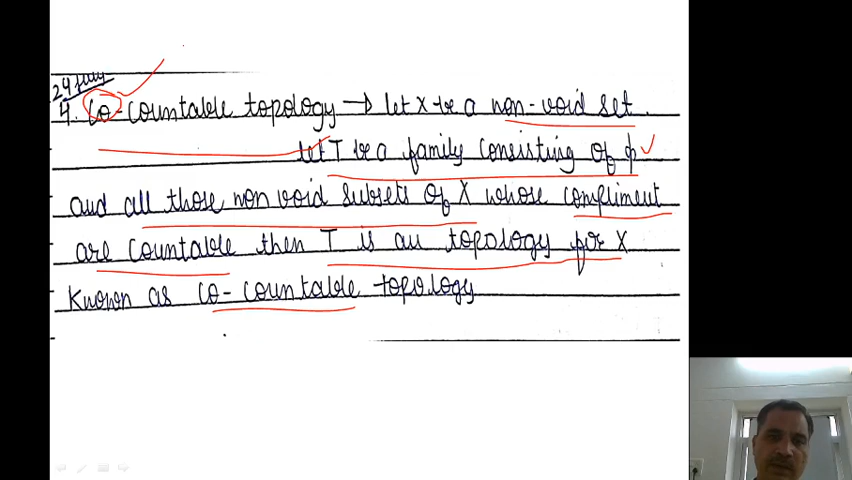 24 July
4. Co-countable topology → let X be a non-void set.
let T be a family consisting of φ
and all those non void subsets of X whose compliment
are countable then T is an topology for X
Known as co-countable topology